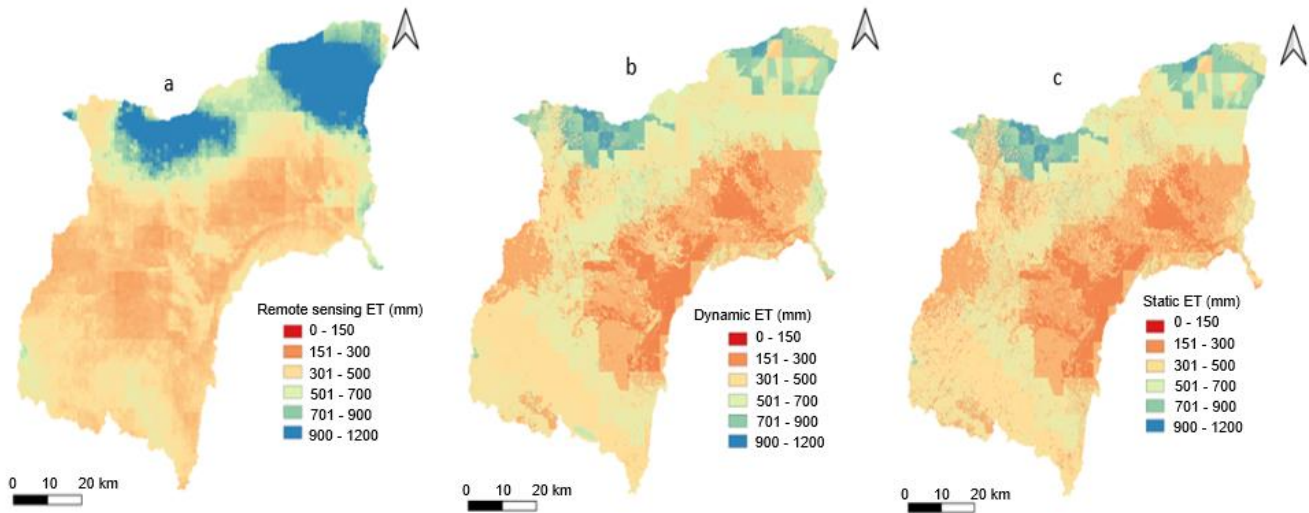 a
Remote sensing ET (mm)
0 - 150
151 - 300
301 - 500
501 - 700
701 - 900
900 - 1200
0 10 20 km
b
Dynamic ET (mm)
0 - 150
151 - 300
301 - 500
501 - 700
701 - 900
900 - 1200
0 10 20 km
c
Static ET (mm)
0 - 150
151 - 300
301 - 500
501 - 700
701 - 900
900 - 1200
0 10 20 km